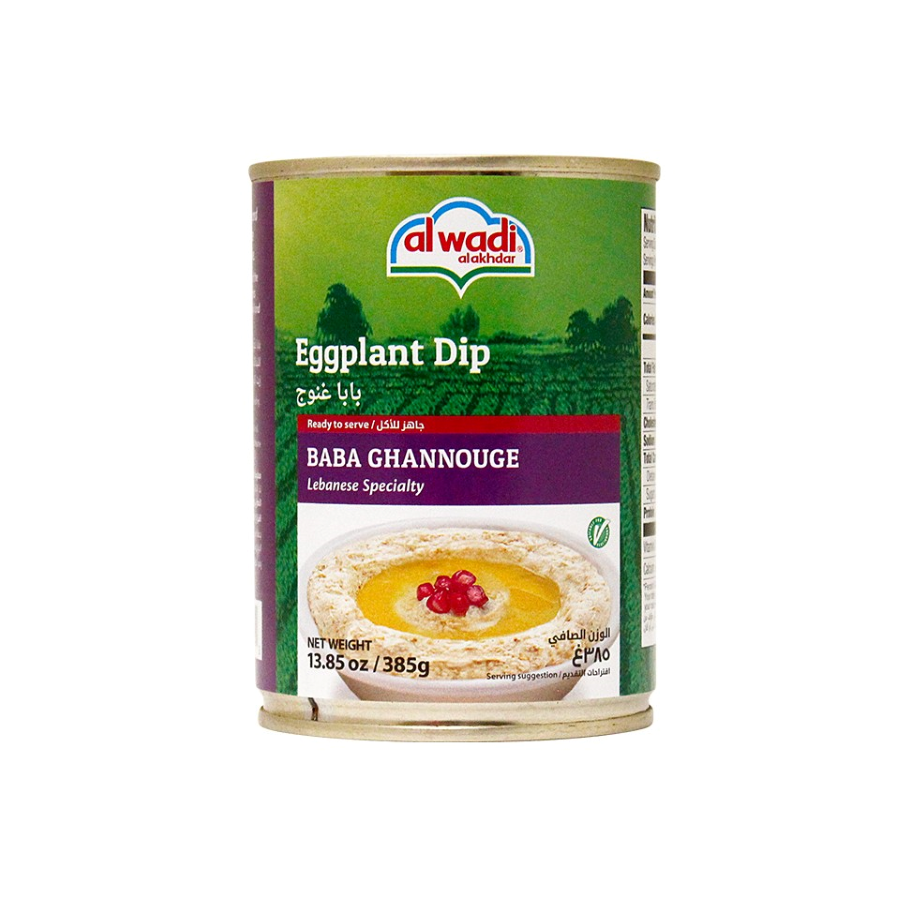 al wadi®
al akhdar
Eggplant Dip
بابا غنوج
Ready to serve / جاهز للأكل
BABA GHANNOUGE
Lebanese Specialty
NET WEIGHT
13.85 oz / 385g
الوزن الصافي
٣٨٥غ
Serving suggestion / اقتراحات التقديم